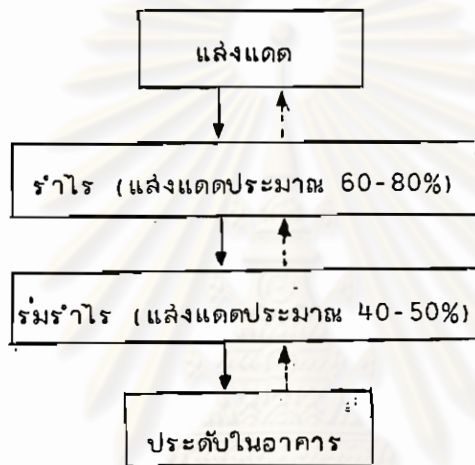 แสงแดด
รำไร (แสงแดดประมาณ 60-80%)
ร่มรำไร (แสงแดดประมาณ 40-50%)
ประดับในอาคาร